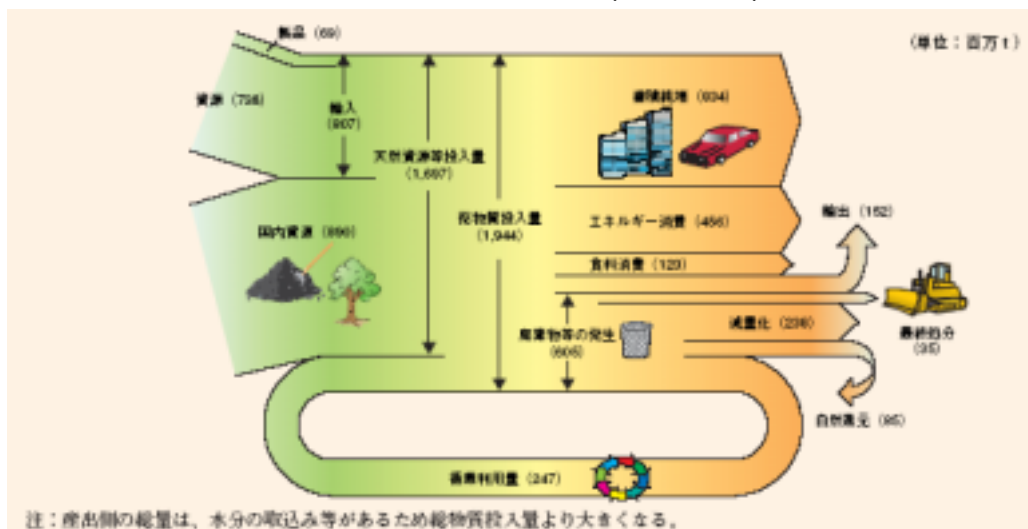 製品 (69)
(単位：百万t)
資源 (738)
輸入
(807)
蓄積純増
天然資源等投入量
(1,697)
総物質投入量
(1,944)
国内資源 (890)
エネルギー消費
輸出 (152)
食料消費
廃棄物等の発生
減量化
最終処分
(35)
自然還元 (85)
循環利用量 (247)
注：産出側の総量は、水分の取込み等があるため総物質投入量より大きくなる。